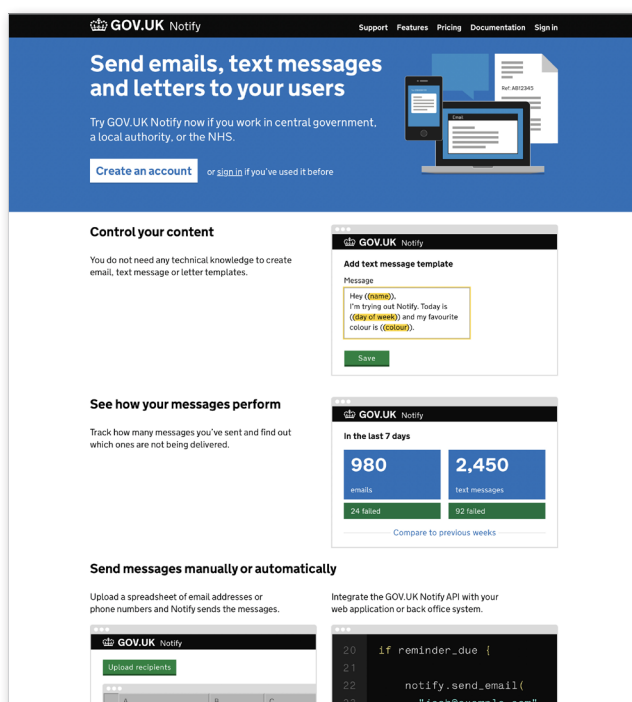 GOV.UK Notify
Support Features Pricing Documentation Sign in
Send emails, text messages
and letters to your users
Try GOV.UK Notify now if you work in central government,
a local authority, or the NHS.
Create an account or sign in if you've used it before
Ref: AB12345
Email
Control your content
You do not need any technical knowledge to create
email, text message or letter templates.
GOV.UK Notify
Add text message template
Message
Hey ((name)),
I'm trying out Notify. Today is
((day of week)) and my favourite
colour is ((colour)).
Save
See how your messages perform
Track how many messages you've sent and find out
which ones are not being delivered.
GOV.UK Notify
In the last 7 days
980
emails
24 failed
2,450
text messages
92 failed
Compare to previous weeks
Send messages manually or automatically
Upload a spreadsheet of email addresses or
phone numbers and Notify sends the messages.
GOV.UK Notify
Upload recipients
A B C
Integrate the GOV.UK Notify API with your
web application or back office system.
20 if reminder_due {
21
22 notify.send_email(